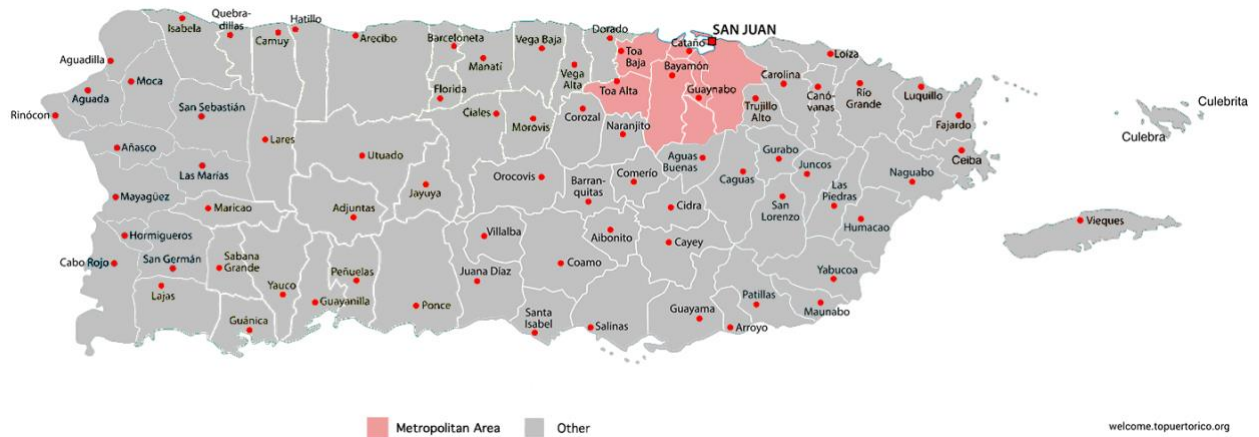 Isabela
Quebra-
dillas
Hatillo
Camuy
Arecibo
Barceloneta
Manatí
Vega Baja
Vega
Alta
Dorado
Toa
Baja
Cataño
SAN JUAN
Bayamón
Toa Alta
Guaynabo
Carolina
Trujillo
Alto
Canó-
vanas
Loíza
Río
Grande
Luquillo
Fajardo
Ceiba
Culebrita
Culebra
Aguadilla
Moca
Aguada
Rinócon
San Sebastián
Lares
Florida
Ciales
Morovis
Corozal
Naranjito
Añasco
Las Marías
Utuado
Jayuya
Orocovis
Barran-
quitas
Comerío
Aguas
Buenas
Caguas
Gurabo
Juncos
Las
Piedras
Naguabo
San
Lorenzo
Humacao
Mayagüez
Maricao
Adjuntas
Villalba
Aibonito
Cidra
Cayey
Vieques
Hormigueros
Cabo Rojo
San Germán
Sabana
Grande
Lajas
Yauco
Guánica
Guayanilla
Peñuelas
Ponce
Juana Díaz
Coamo
Santa
Isabel
Salinas
Guayama
Arroyo
Patillas
Maunabo
Yabucoa
Metropolitan Area
Other
welcome.topuertorico.org